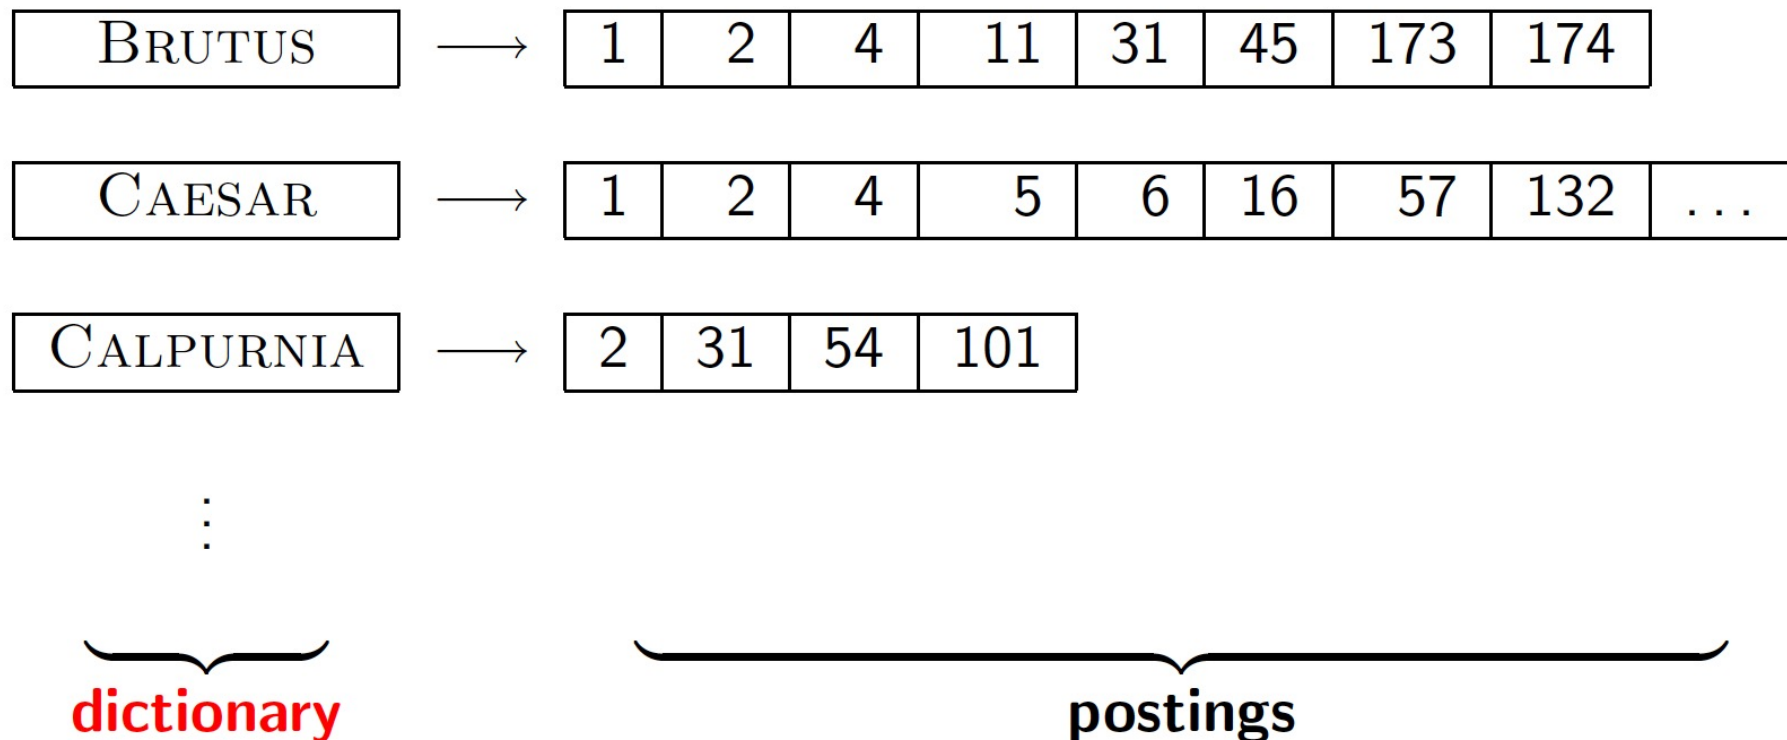 BRUTUS → 1 2 4 11 31 45 173 174
CAESAR → 1 2 4 5 6 16 57 132 ...
CALPURNIA → 2 31 54 101
⋮
dictionary postings